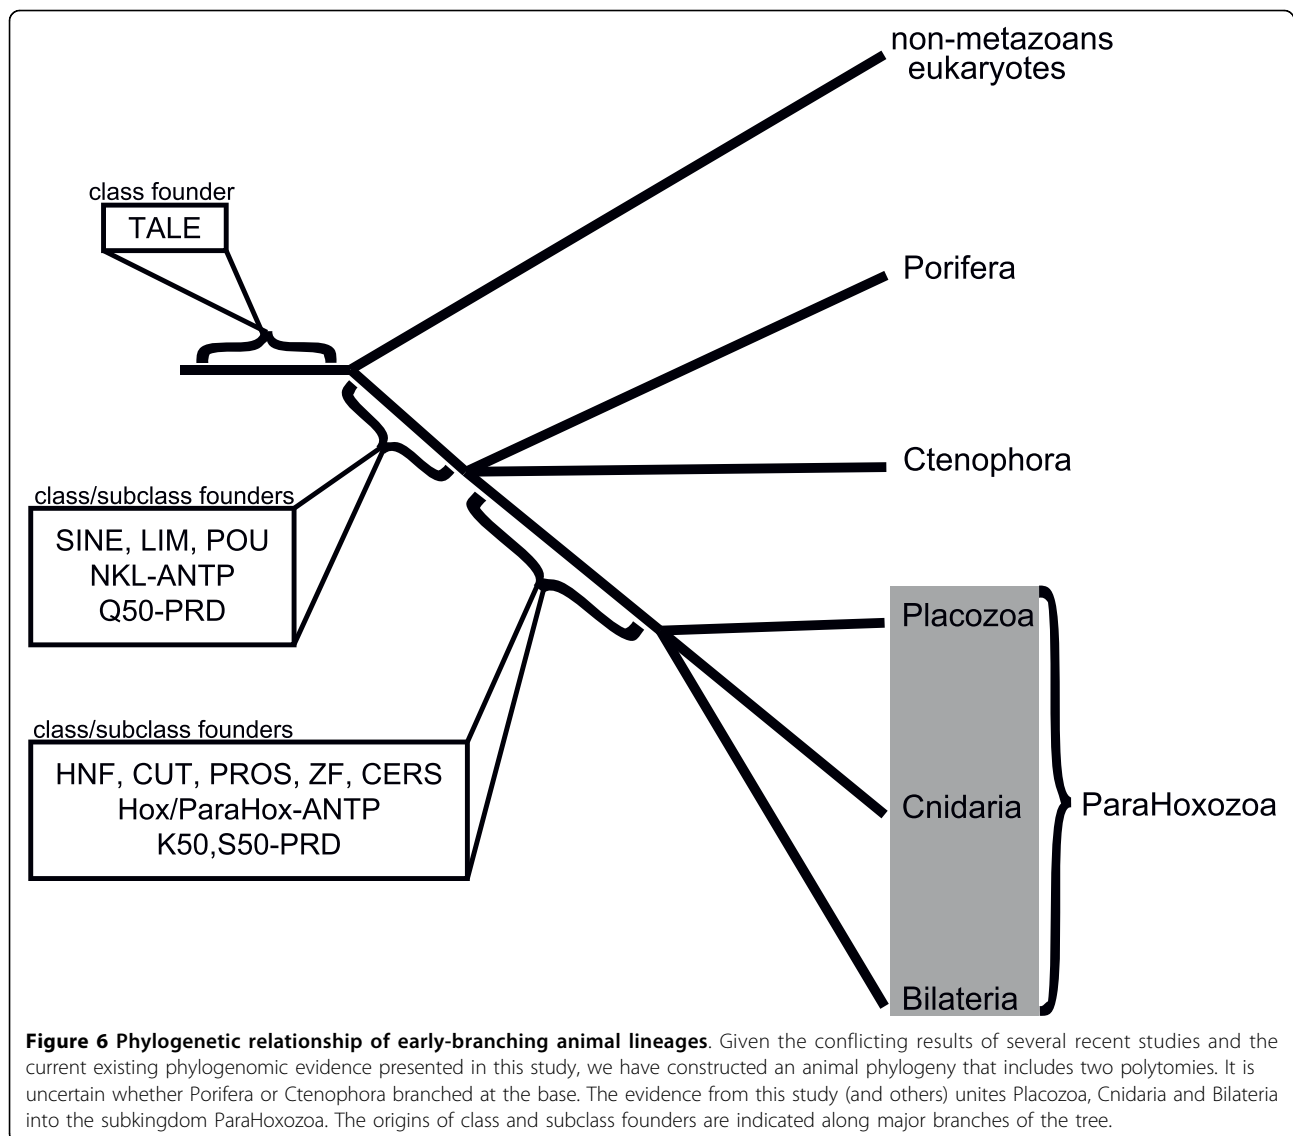 non-metazoans
eukaryotes
class founder
TALE
Porifera
Ctenophora
class/subclass founders
SINE, LIM, POU
NKL-ANTP
Q50-PRD
Placozoa
class/subclass founders
HNF, CUT, PROS, ZF, CERS
Hox/ParaHox-ANTP
K50,S50-PRD
Cnidaria
ParaHoxozoa
Bilateria
Figure 6 Phylogenetic relationship of early-branching animal lineages. Given the conflicting results of several recent studies and the
current existing phylogenomic evidence presented in this study, we have constructed an animal phylogeny that includes two polytomies. It is
uncertain whether Porifera or Ctenophora branched at the base. The evidence from this study (and others) unites Placozoa, Cnidaria and Bilateria
into the subkingdom ParaHoxozoa. The origins of class and subclass founders are indicated along major branches of the tree.